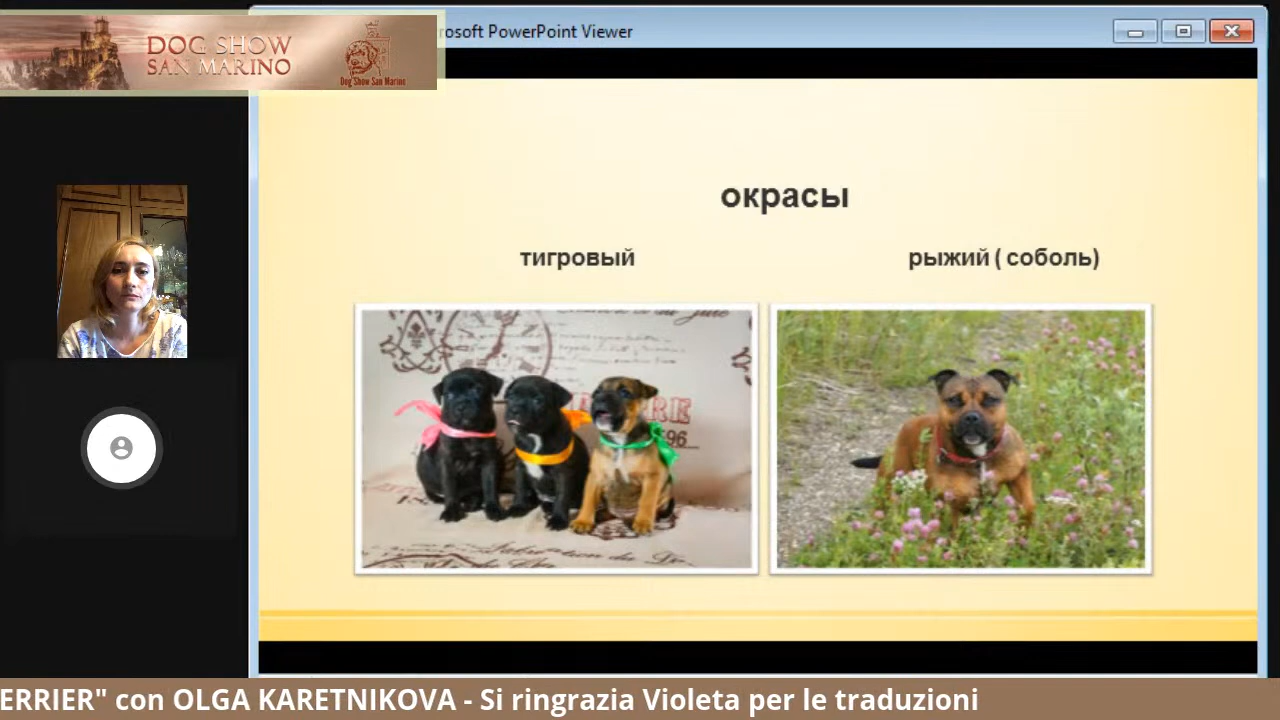 DOG SHOW
SAN MARINO
Dog Show San Marino
rosoft PowerPoint Viewer
окрасы
тигровый
рыжий ( соболь)
ERRIER" con OLGA KARETNIKOVA - Si ringrazia Violeta per le traduzioni